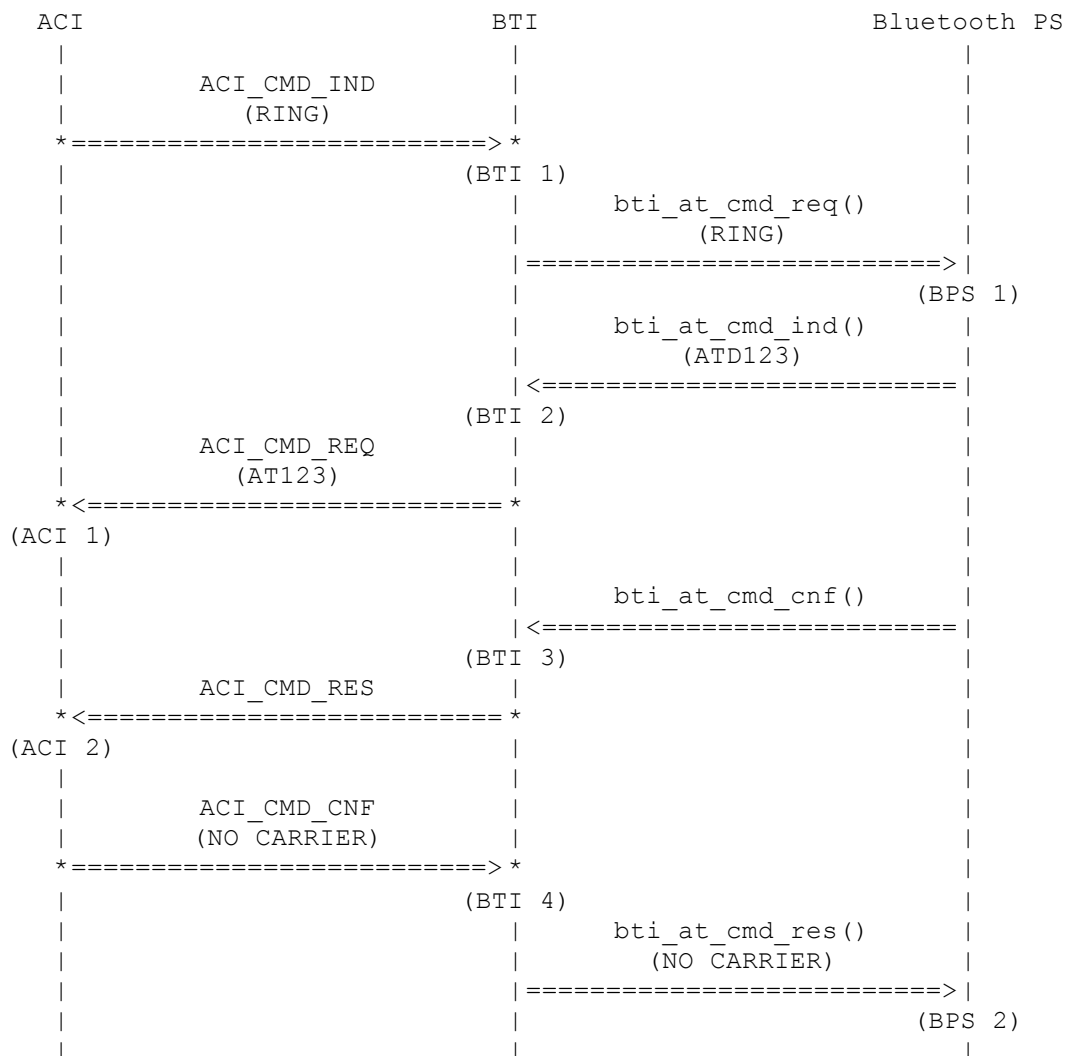 ACI BTI Bluetooth PS
ACI_CMD_IND
(RING)
(BTI 1)
bti_at_cmd_req()
(RING)
(BPS 1)
bti_at_cmd_ind()
(ATD123)
(BTI 2)
ACI_CMD_REQ
(AT123)
(ACI 1)
bti_at_cmd_cnf()
(BTI 3)
ACI_CMD_RES
(ACI 2)
ACI_CMD_CNF
(NO CARRIER)
(BTI 4)
bti_at_cmd_res()
(NO CARRIER)
(BPS 2)